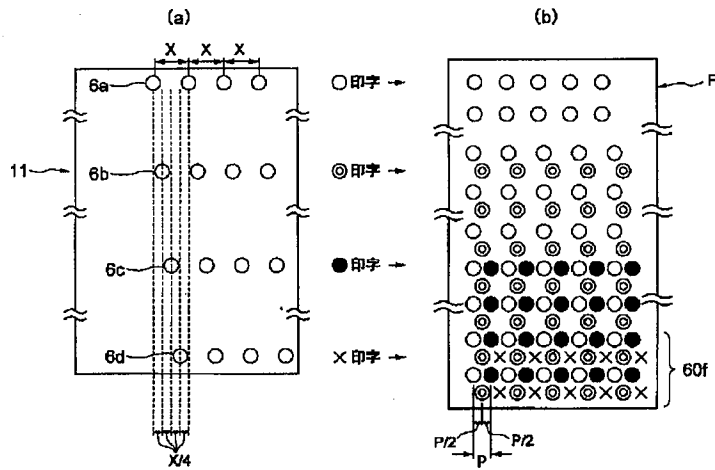 (a)
(b)
X X X
6a
○印字→
P
11
6b
◎印字→
6c
●印字→
6d
×印字→
60f
X/4
P/2 P/2
P